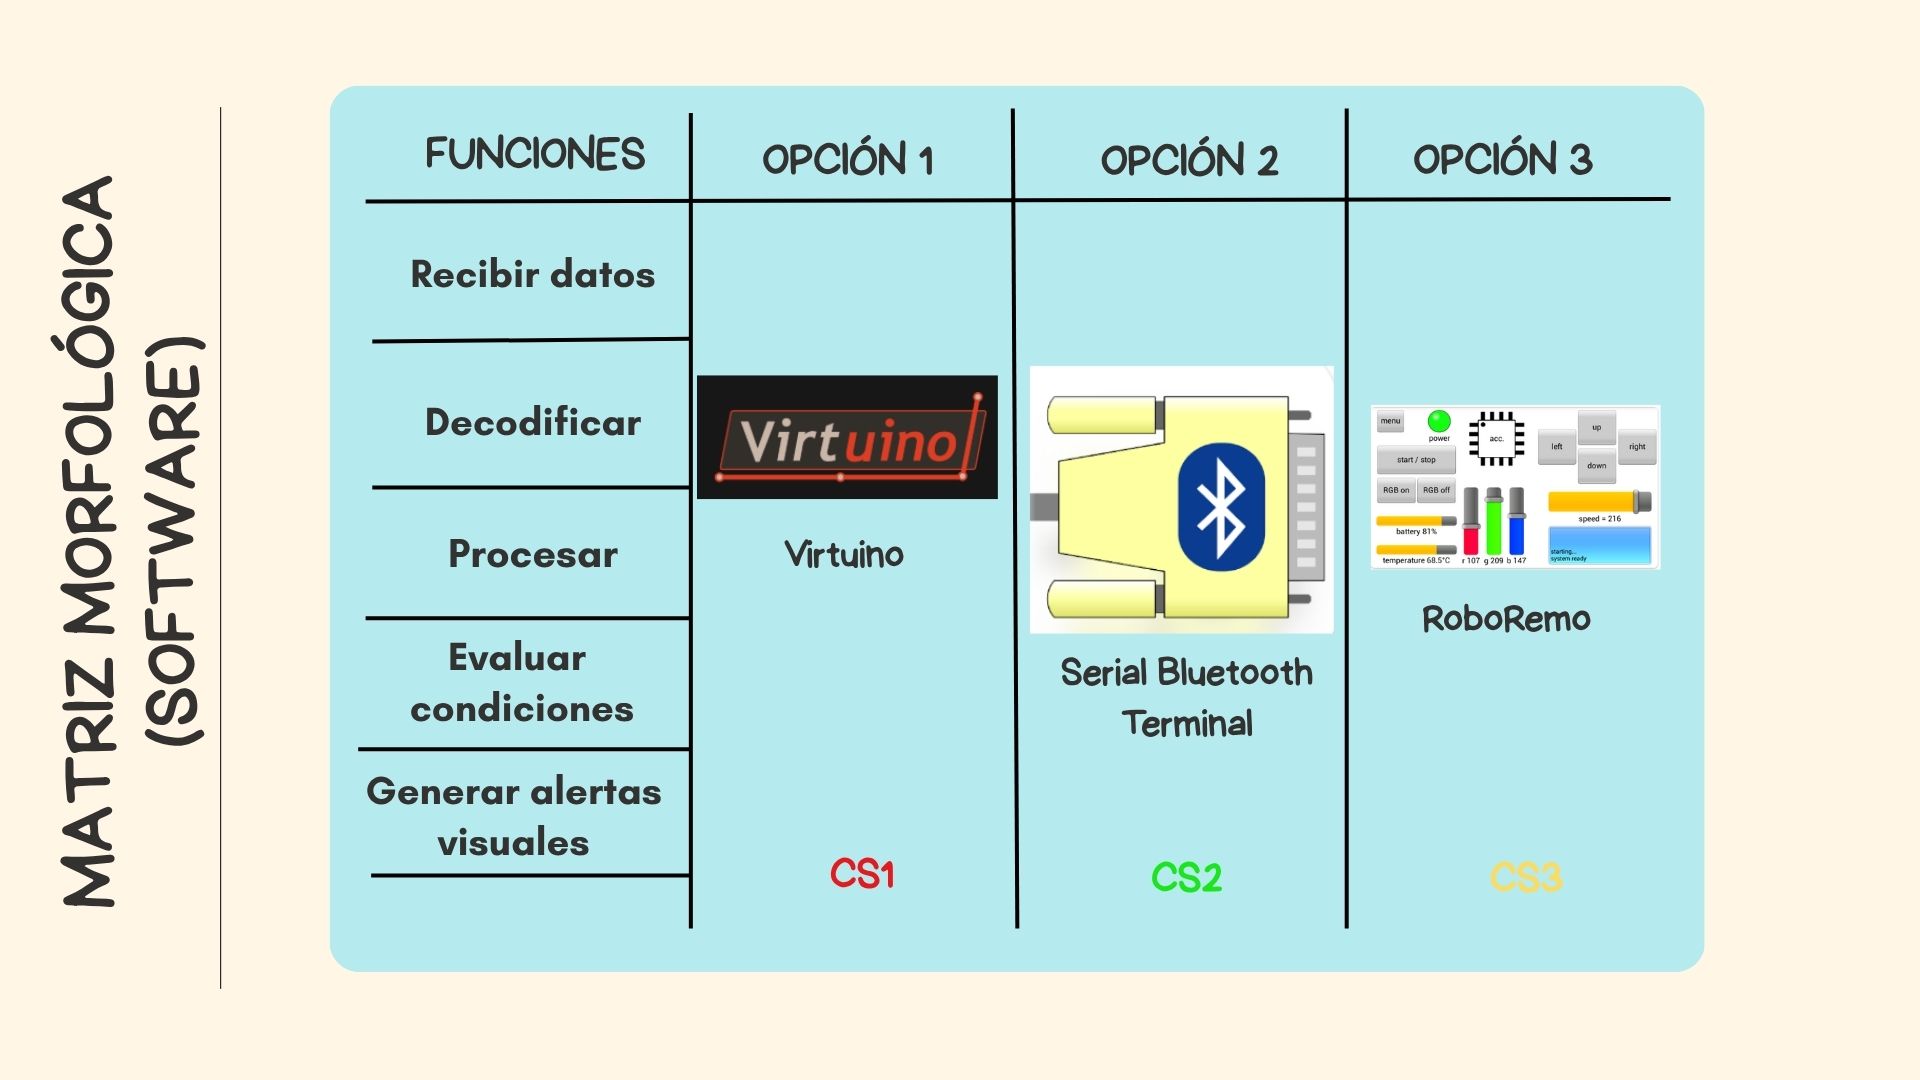 MATRIZ MORFOLÓGICA
(SOFTWARE)
FUNCIONES
OPCIÓN 1
OPCIÓN 2
OPCIÓN 3
Recibir datos
Decodificar
Procesar
Evaluar
condiciones
Generar alertas
visuales
Virtuino
Virtuino
CS1
Serial Bluetooth
Terminal
CS2
menu
power
acc.
up
left
right
down
start / stop
RGB on
RGB off
speed = 216
battery 81%
starting...
system ready
temperature 68.5°C
r 107
g 209
b 147
RoboRemo
CS3